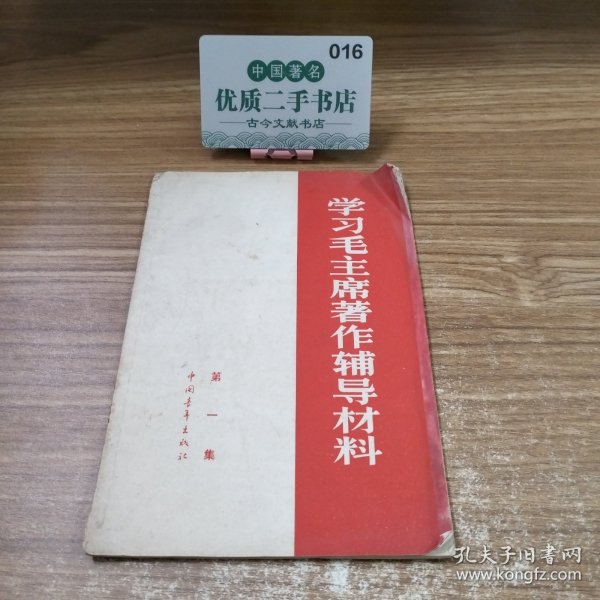 016
中国著名
优质二手书店
古今文献书店
学习毛主席著作辅导材料
第一集
中国青年出版社
孔夫子旧书网
www.kongfz.com